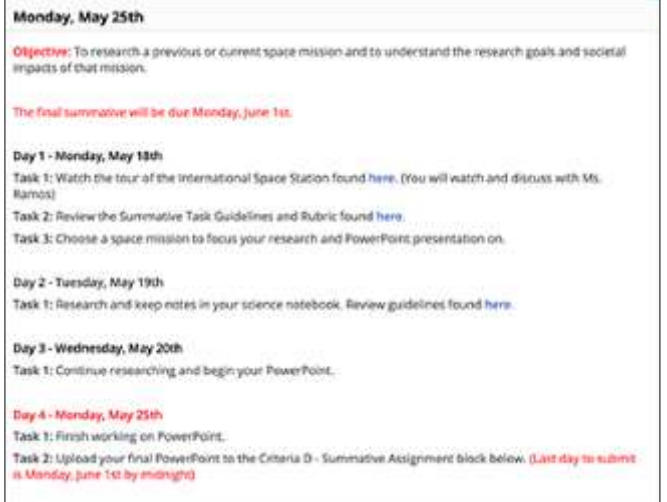 Monday, May 25th
Objective: To research a previous or current space mission and to understand the research goals and societal
impacts of that mission.
The final summative will be due Monday, June 1st.
Day 1 - Monday, May 18th
Task 1: Watch the tour of the International Space Station found here. (You will watch and discuss with Ms.
Ramos)
Task 2: Review the Summative Task Guidelines and Rubric found here.
Task 3: Choose a space mission to focus your research and PowerPoint presentation on.
Day 2 - Tuesday, May 19th
Task 1: Research and keep notes in your science notebook. Review guidelines found here.
Day 3 - Wednesday, May 20th
Task 1: Continue researching and begin your PowerPoint.
Day 4 - Monday, May 25th
Task 1: Finish working on PowerPoint.
Task 2: Upload your final PowerPoint to the Criteria D - Summative Assignment block below. (Last day to submit
is Monday, June 1st by midnight)